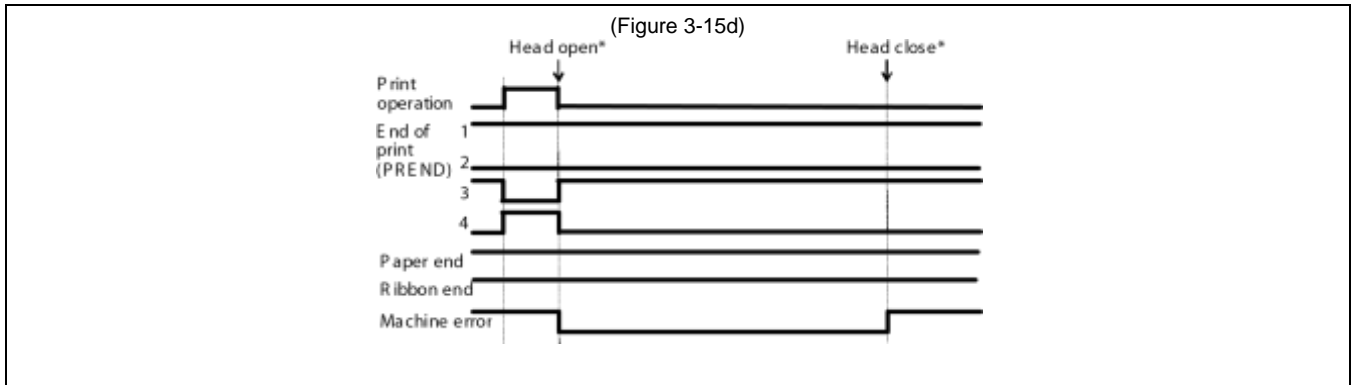 (Figure 3-15d)
Head open* Head close*
Print
operation
End of 1
print
(PREND) 2
3
4
Paper end
Ribbon end
Machine error